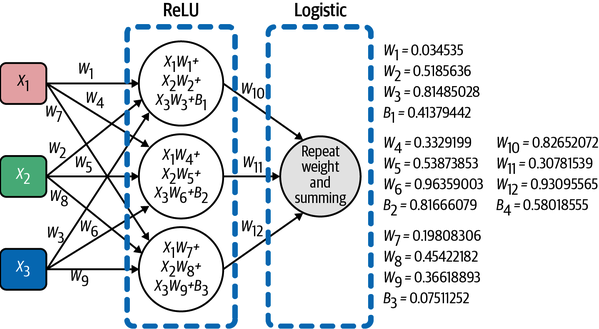 ReLU
Logistic
X1
X2
X3
W1
W4
W7
W2
W5
W8
W3
W6
W9
X1W1+
X2W2+
X3W3+B1
X1W4+
X2W5+
X3W6+B2
X1W7+
X2W8+
X3W9+B3
W10
W11
W12
Repeat
weight
and
summing
W1 = 0.034535
W2 = 0.5185636
W3 = 0.81485028
B1 = 0.41379442
W4 = 0.3329199
W5 = 0.53873853
W6 = 0.96359003
B2 = 0.81666079
W10 = 0.82652072
W11 = 0.30781539
W12 = 0.93095565
B4 = 0.58018555
W7 = 0.19808306
W8 = 0.45422182
W9 = 0.36618893
B3 = 0.07511252